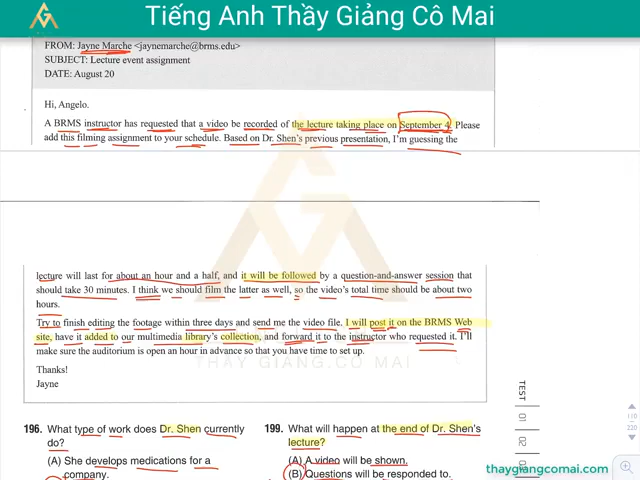 Tiếng Anh Thầy Giảng Cô Mai
FROM: Jayne Marche <jaynemarche@brms.edu>
SUBJECT: Lecture event assignment
DATE: August 20
Hi, Angelo.
A BRMS instructor has requested that a video be recorded of the lecture taking place on September 4. Please
add this filming assignment to your schedule. Based on Dr. Shen's previous presentation, I'm guessing the
lecture will last for about an hour and a half, and it will be followed by a question-and-answer session that
should take 30 minutes. I think we should film the latter as well, so the video's total time should be about two
hours.
Try to finish editing the footage within three days and send me the video file. I will post it on the BRMS Web
site, have it added to our multimedia library's collection, and forward it to the instructor who requested it. I'll
make sure the auditorium is open an hour in advance so that you have time to set up.
THAY GIANG CO MAI
Thanks!
Jayne
TEST
01
02
110
220
196. What type of work does Dr. Shen currently
do?
(A) She develops medications for a
company.
199. What will happen at the end of Dr. Shen's
lecture?
(A) A video will be shown.
(B) Questions will be responded to.
thaygiangcomai.com